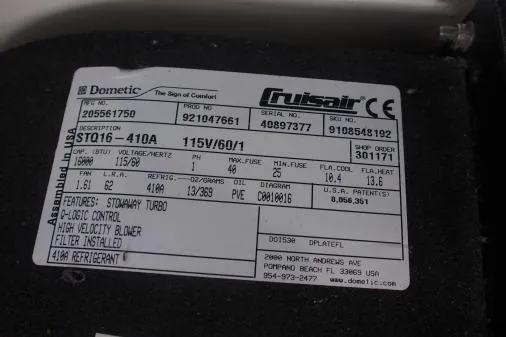 Dometic The Sign of Comfort
Cruisair CE
MFG NO. PROD NO SERIAL NO. SKU NO.
205561750 921047661 40897377 9108548192
DESCRIPTION SHOP ORDER
STQ16-410A 115V/60/1 301171
CAP. (BTU) VOLTAGE/HERTZ PH MAX.FUSE MIN.FUSE FLA.COOL FLA.HEAT
16000 115/60 1 40 25 10.4 13.6
FAN L.R.A. REFRIG.--OZ/GRAMS OIL DIAGRAM U.S.A. PATENT(S)
1.61 62 410A 13/369 PVE C0010016 8,056,351
FEATURES: STOWAWAY TURBO
Q-LOGIC CONTROL
HIGH VELOCITY BLOWER
FILTER INSTALLED
410A REFRIGERANT
DOI530 DPLATEFL
2000 NORTH ANDREWS AVE
POMPANO BEACH FL 33069 USA
954-973-2477 www.dometic.com
Assembled in USA